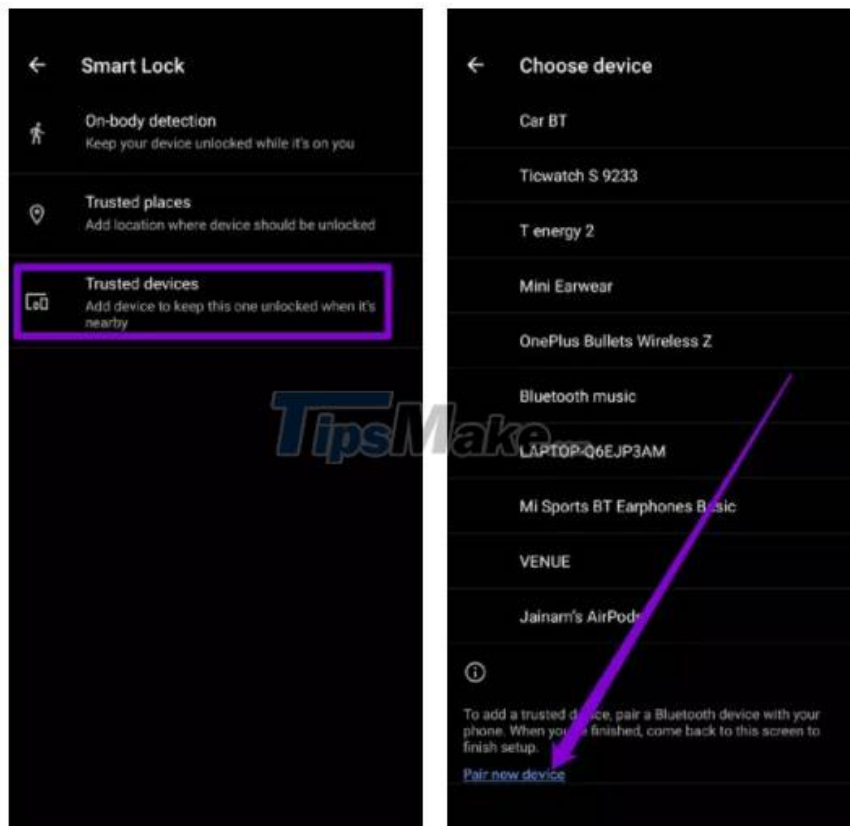 Smart Lock
On-body detection
Keep your device unlocked while it's on you
Trusted places
Add location where device should be unlocked
Trusted devices
Add device to keep this one unlocked when it's
nearby
Choose device
Car BT
Ticwatch S 9233
T energy 2
Mini Earwear
OnePlus Bullets Wireless Z
Bluetooth music
LAPTOP-Q6EJP3AM
Mi Sports BT Earphones Basic
VENUE
Jainam's AirPods
To add a trusted device, pair a Bluetooth device with your
phone. When you're finished, come back to this screen to
finish setup.
Pair new device
TipsMake